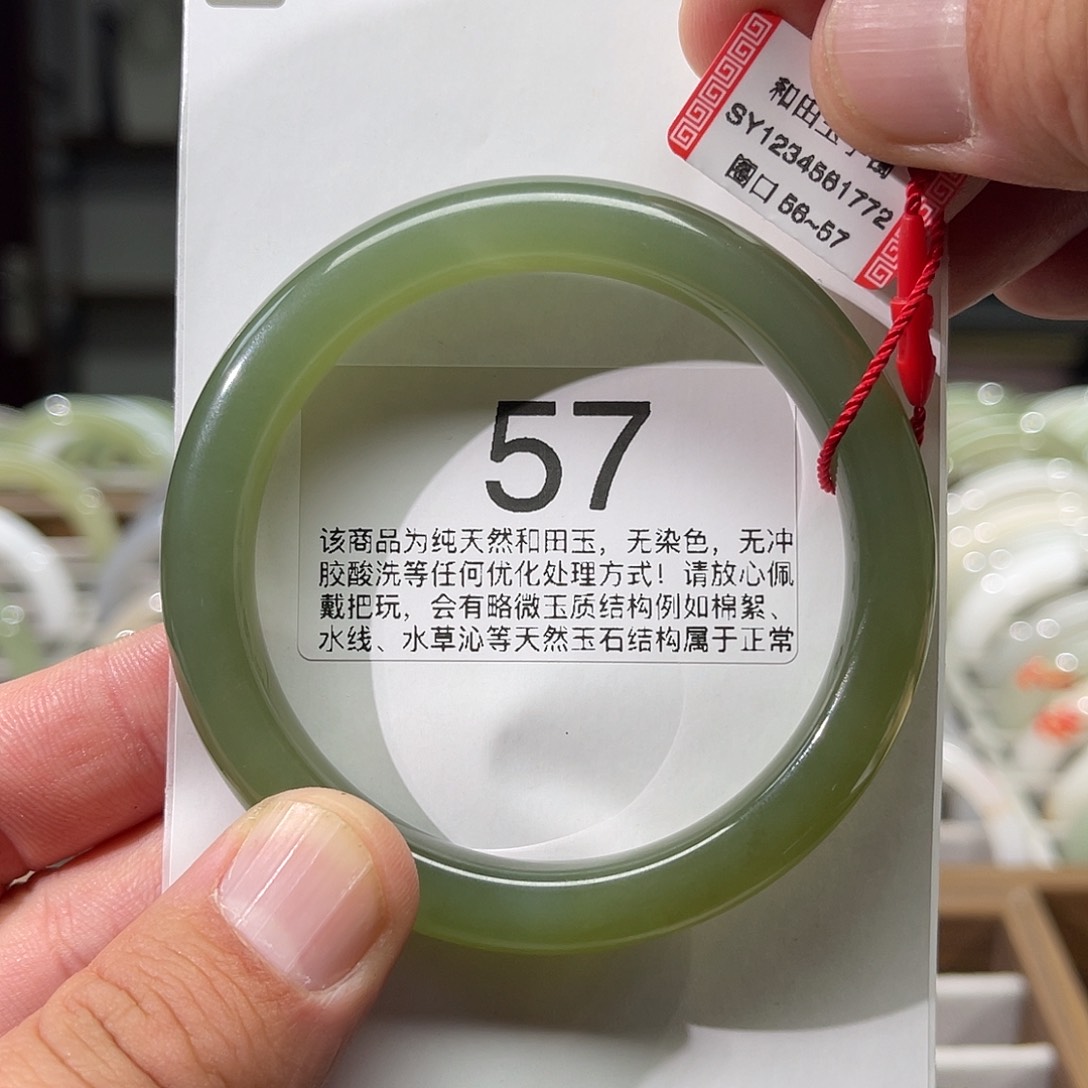 和田玉手镯
SY1234561772
圈口 56~57
57
该商品为纯天然和田玉，无染色，无冲
胶酸洗等任何优化处理方式！请放心佩
戴把玩，会有略微玉质结构例如棉絮、
水线、水草沁等天然玉石结构属于正常